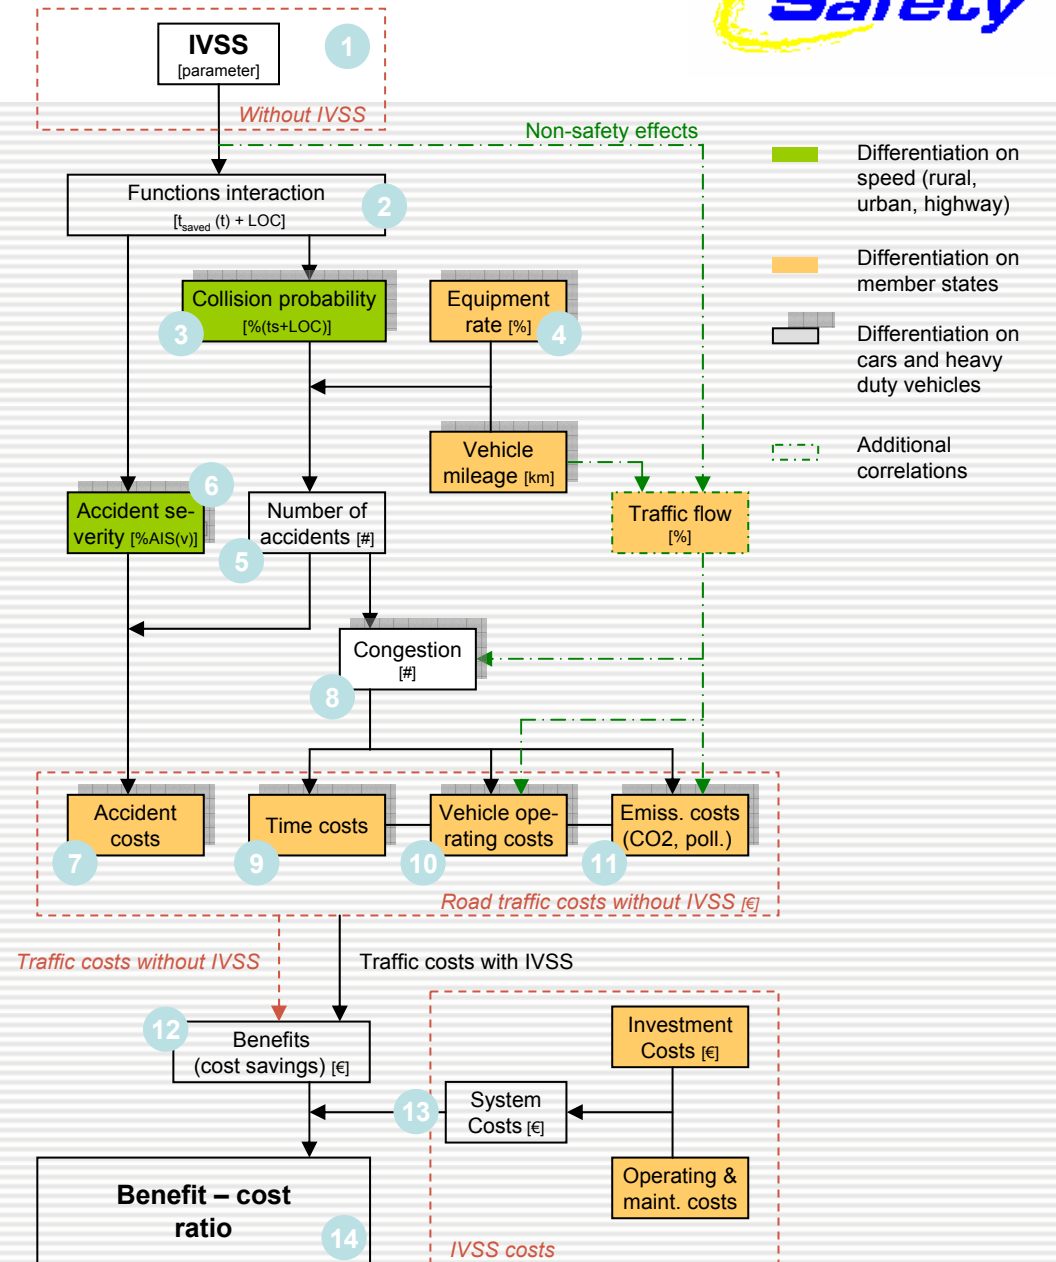 Safety
IVSS
[parameter]
1
Without IVSS
Non-safety effects
Functions interaction
[tsaved (t) + LOC]
2
Differentiation on
speed (rural,
urban, highway)
Differentiation on
member states
Differentiation on
cars and heavy
duty vehicles
Additional
correlations
Collision probability
[%(ts+LOC)]
3
Equipment
rate [%]
4
Vehicle
mileage [km]
6
Accident se-
verity [%AIS(v)]
Number of
accidents [#]
5
Traffic flow
[%]
Congestion
[#]
8
Accident
costs
7
Time costs
9
Vehicle ope-
rating costs
10
Emiss. costs
(CO2, poll.)
11
Road traffic costs without IVSS [€]
Traffic costs without IVSS
Traffic costs with IVSS
12
Benefits
(cost savings) [€]
Investment
Costs [€]
13
System
Costs [€]
Operating &
maint. costs
Benefit – cost
ratio
14
IVSS costs